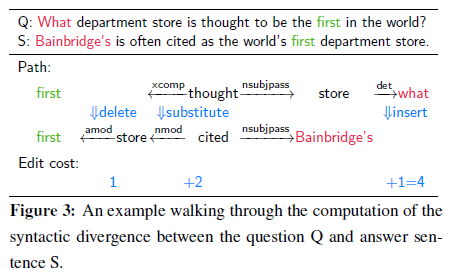 Q: What department store is thought to be the first in the world?
S: Bainbridge's is often cited as the world's first department store.
Path:
xcomp nsubjpass det
first ←thought→ store →what
⇓delete ⇓substitute ⇓insert
amod nmod nsubjpass
first ←store← cited →Bainbridge's
Edit cost:
1 +2 +1=4
Figure 3: An example walking through the computation of the
syntactic divergence between the question Q and answer sen-
tence S.